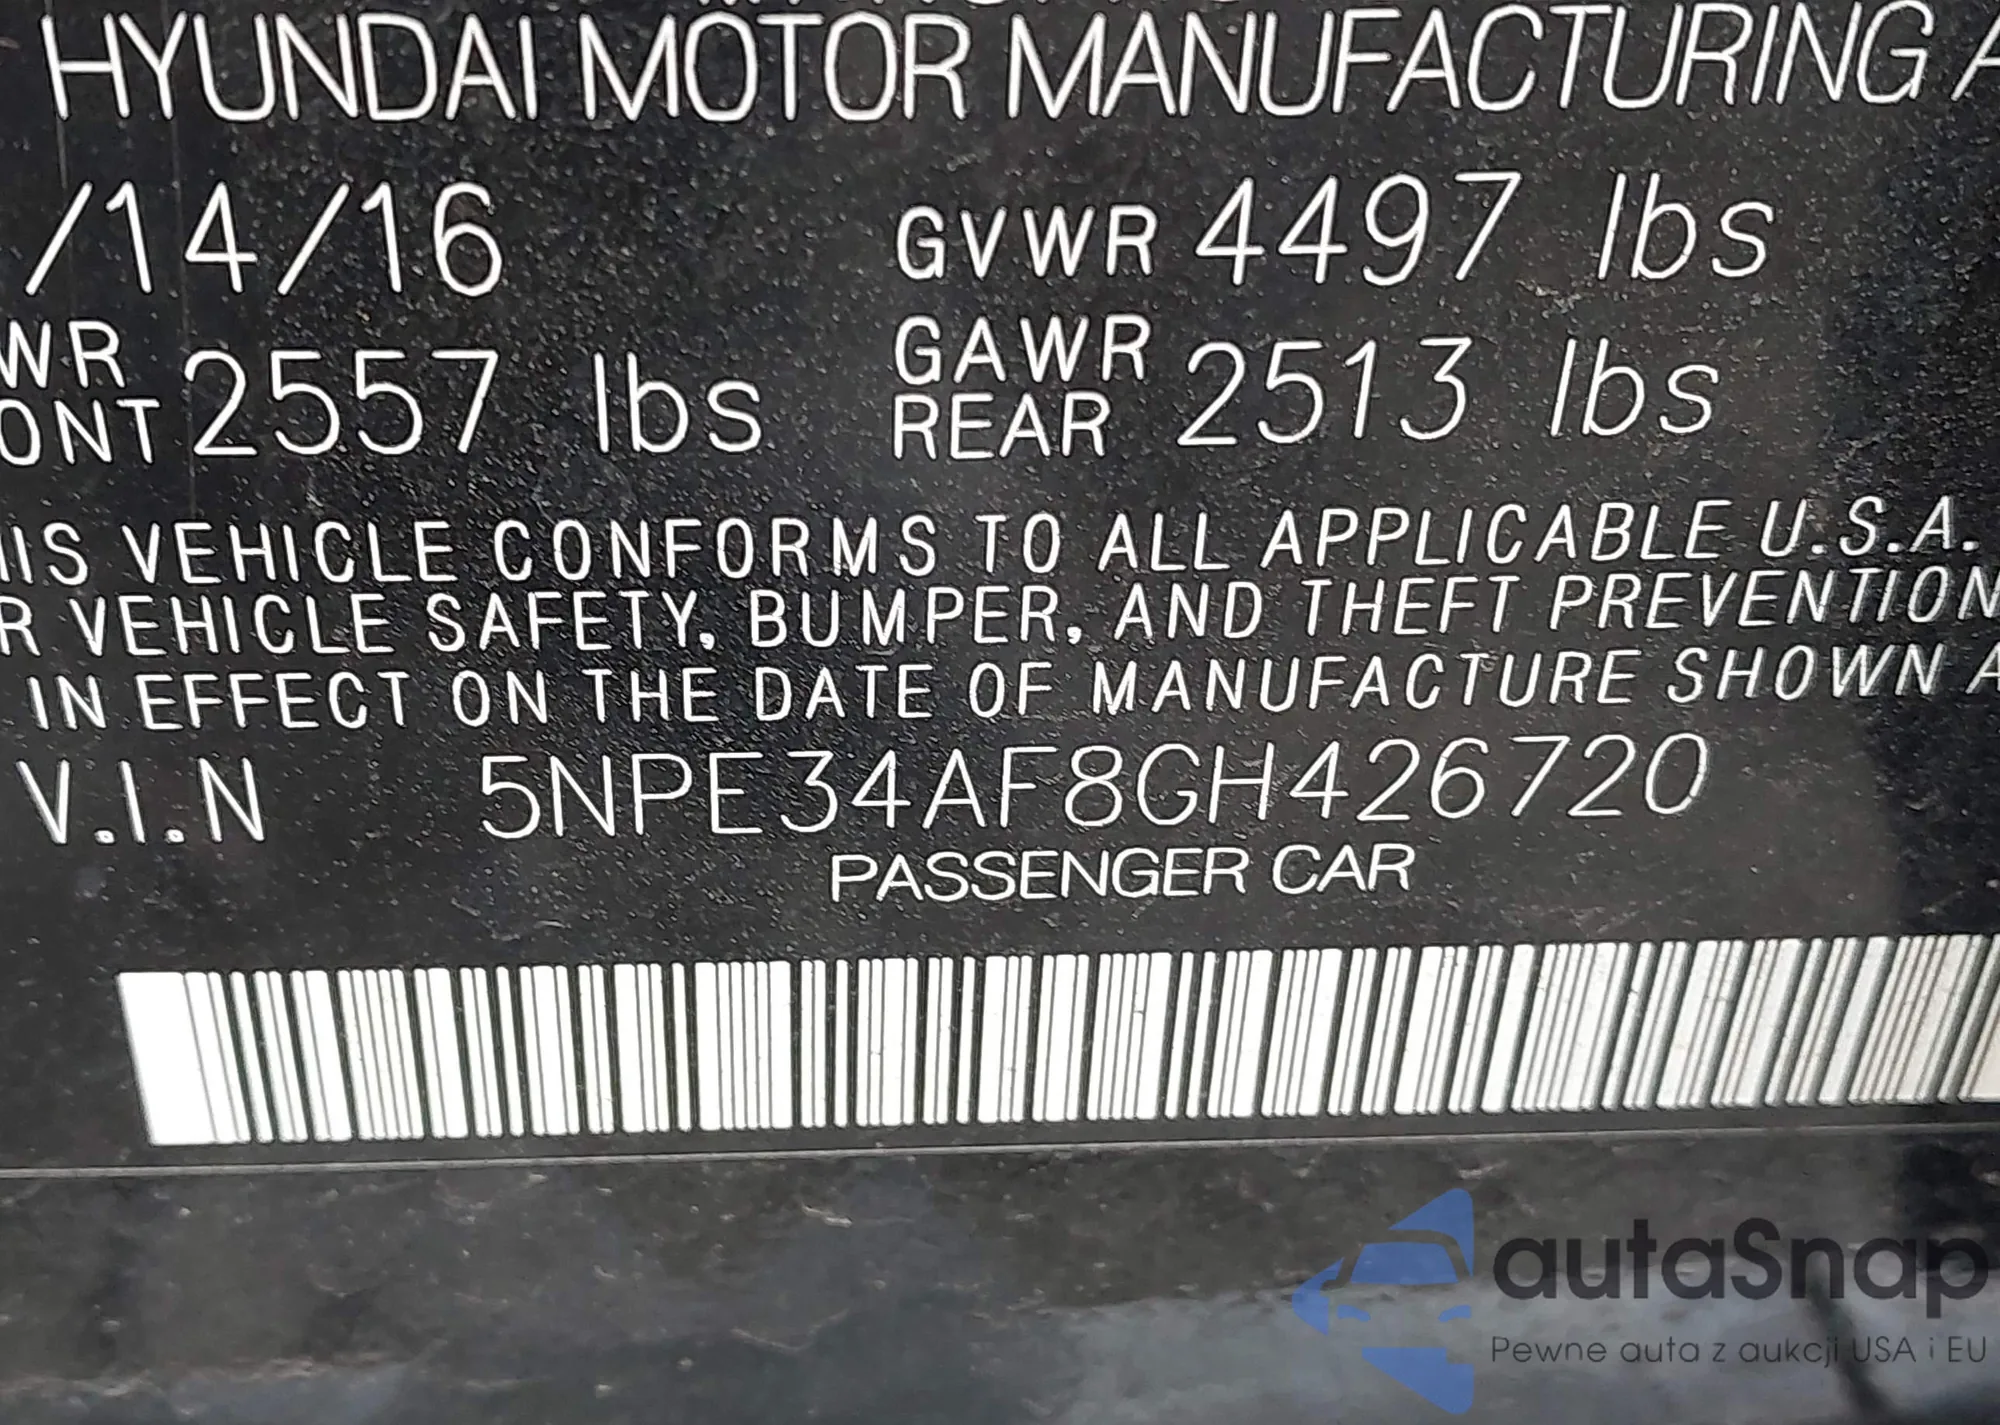 HYUNDAI MOTOR MANUFACTURING A
/14/16 GVWR 4497 lbs
WR ONT 2557 lbs GAWR REAR 2513 lbs
HIS VEHICLE CONFORMS TO ALL APPLICABLE U.S.A.
R VEHICLE SAFETY, BUMPER, AND THEFT PREVENTION
IN EFFECT ON THE DATE OF MANUFACTURE SHOWN A
V.I.N 5NPE34AF8GH426720
PASSENGER CAR
autaSnap
Pewne auta z aukcji USA i EU